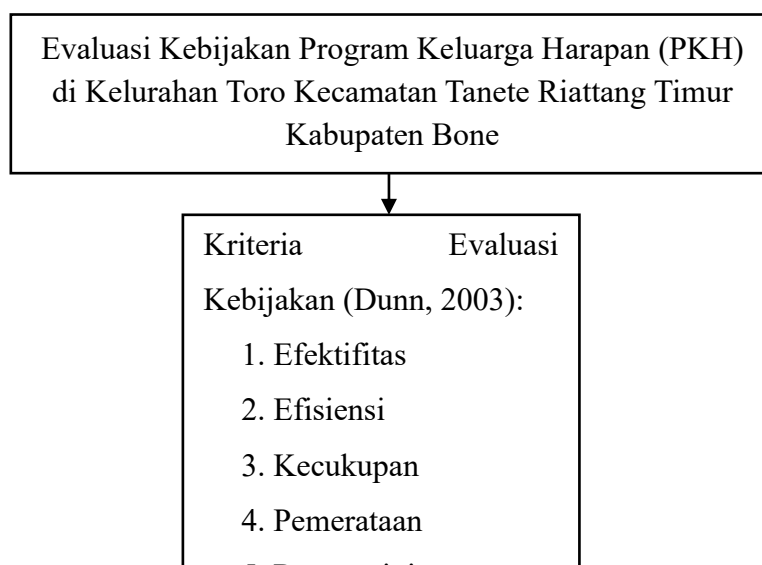 Evaluasi Kebijakan Program Keluarga Harapan (PKH)
di Kelurahan Toro Kecamatan Tanete Riattang Timur
Kabupaten Bone
Kriteria Evaluasi
Kebijakan (Dunn, 2003):
1. Efektifitas
2. Efisiensi
3. Kecukupan
4. Pemerataan